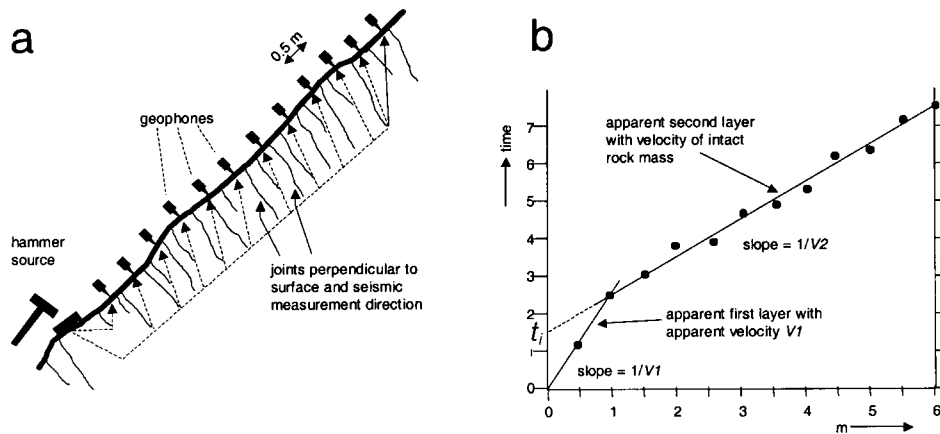 a
0.5 m
geophones
hammer
source
joints perpendicular to
surface and seismic
measurement direction
b
time
7
6
5
4
3
2
1
0
t_i
apparent second layer
with velocity of intact
rock mass
slope = 1/V2
apparent first layer with
apparent velocity V1
slope = 1/V1
0 1 2 3 4 5 6
m